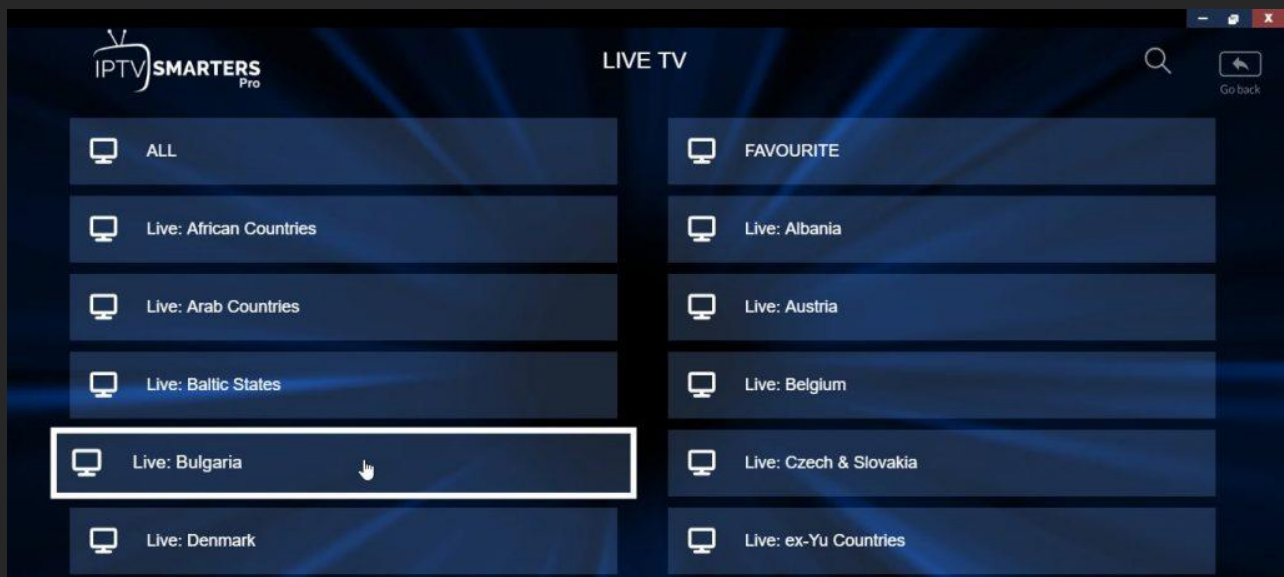 IPTV SMARTERS
Pro
LIVE TV
Go back
ALL
FAVOURITE
Live: African Countries
Live: Albania
Live: Arab Countries
Live: Austria
Live: Baltic States
Live: Belgium
Live: Bulgaria
Live: Czech & Slovakia
Live: Denmark
Live: ex-Yu Countries